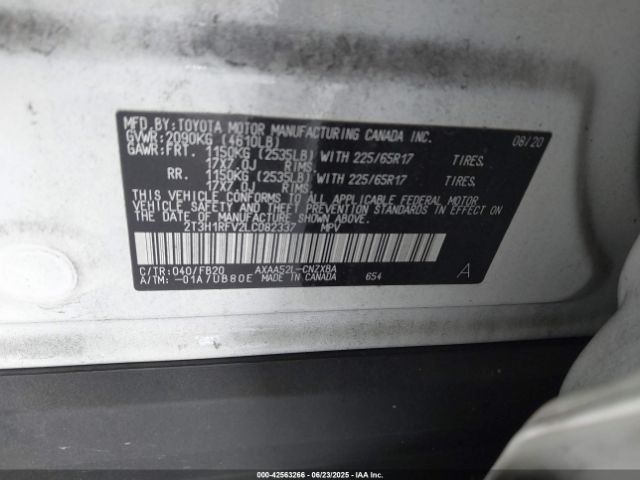 MFD.BY: TOYOTA MOTOR MANUFACTURING CANADA INC. 08/20
GVWR: 2090KG (4610LB)
GAWR: FRT. 1150KG (2535LB) WITH 225/65R17 TIRES,
17X7.0J RIMS,
RR. 1150KG (2535LB) WITH 225/65R17 TIRES,
17X7.0J RIMS,
THIS VEHICLE CONFORMS TO ALL APPLICABLE FEDERAL MOTOR
VEHICLE SAFETY AND THEFT PREVENTION STANDARDS IN EFFECT ON
THE DATE OF MANUFACTURE SHOWN ABOVE.
2T3H1RFV2LC082337 MPV
C/TR: 040/FB20 AXAA52L-CNZXBA A
A/TM: -01A/UB80E MADE IN CANADA 654
000-42563266 - 06/23/2025 - IAAI.com